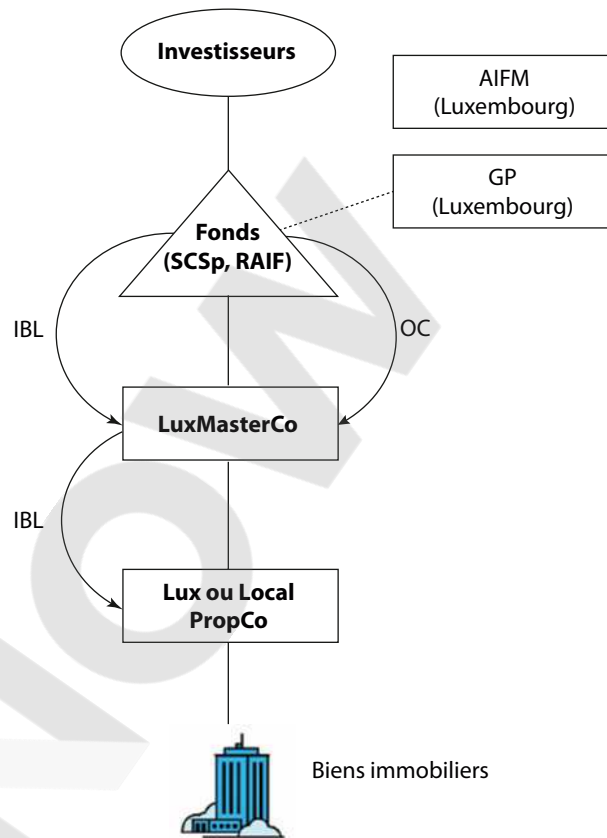 Investisseurs
AIFM
(Luxembourg)
GP
(Luxembourg)
Fonds
(SCSp, RAIF)
IBL
OC
LuxMasterCo
IBL
Lux ou Local
PropCo
Biens immobiliers